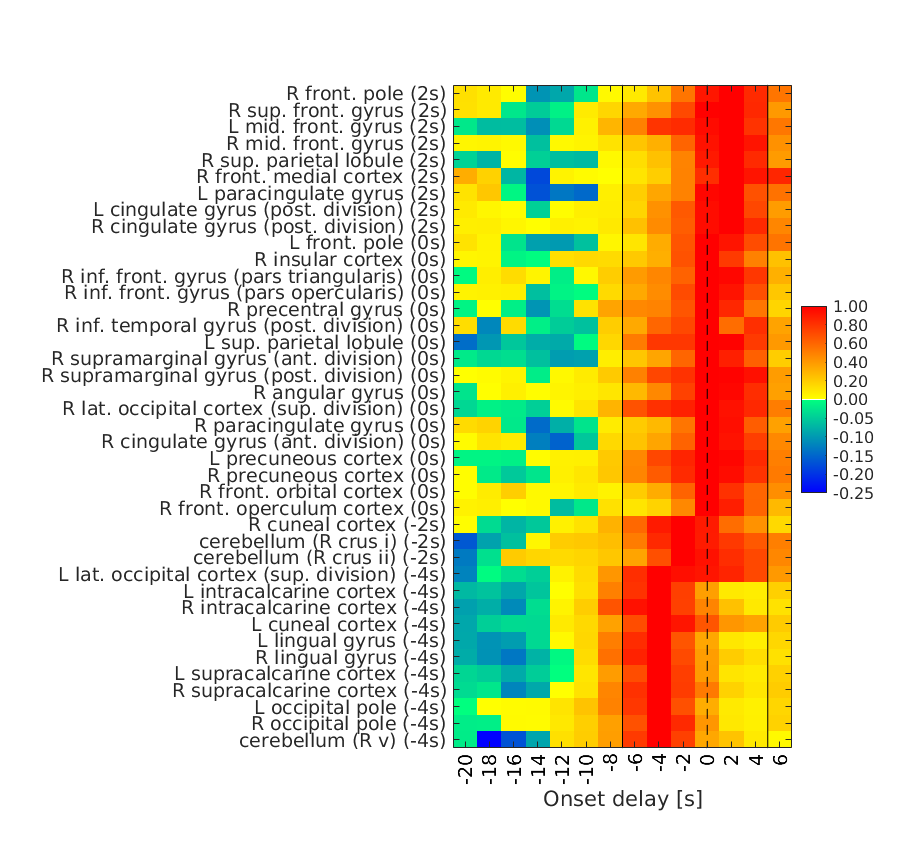 R front. pole (2s)
R sup. front. gyrus (2s)
L mid. front. gyrus (2s)
R mid. front. gyrus (2s)
R sup. parietal lobule (2s)
R front. medial cortex (2s)
L paracingulate gyrus (2s)
L cingulate gyrus (post. division) (2s)
R cingulate gyrus (post. division) (2s)
L front. pole (0s)
R insular cortex (0s)
R inf. front. gyrus (pars triangularis) (0s)
R inf. front. gyrus (pars opercularis) (0s)
R precentral gyrus (0s)
R inf. temporal gyrus (post. division) (0s)
L sup. parietal lobule (0s)
R supramarginal gyrus (ant. division) (0s)
R supramarginal gyrus (post. division) (0s)
R angular gyrus (0s)
R lat. occipital cortex (sup. division) (0s)
R paracingulate gyrus (0s)
R cingulate gyrus (ant. division) (0s)
L precuneous cortex (0s)
R precuneous cortex (0s)
R front. orbital cortex (0s)
R front. operculum cortex (0s)
R cuneal cortex (-2s)
cerebellum (R crus i) (-2s)
cerebellum (R crus ii) (-2s)
L lat. occipital cortex (sup. division) (-4s)
L intracalcarine cortex (-4s)
R intracalcarine cortex (-4s)
L cuneal cortex (-4s)
L lingual gyrus (-4s)
R lingual gyrus (-4s)
L supracalcarine cortex (-4s)
R supracalcarine cortex (-4s)
L occipital pole (-4s)
R occipital pole (-4s)
cerebellum (R v) (-4s)
-20 -18 -16 -14 -12 -10 -8 -6 -4 -2 0 2 4 6
Onset delay [s]
1.00
0.80
0.60
0.40
0.20
0.00
-0.05
-0.10
-0.15
-0.20
-0.25